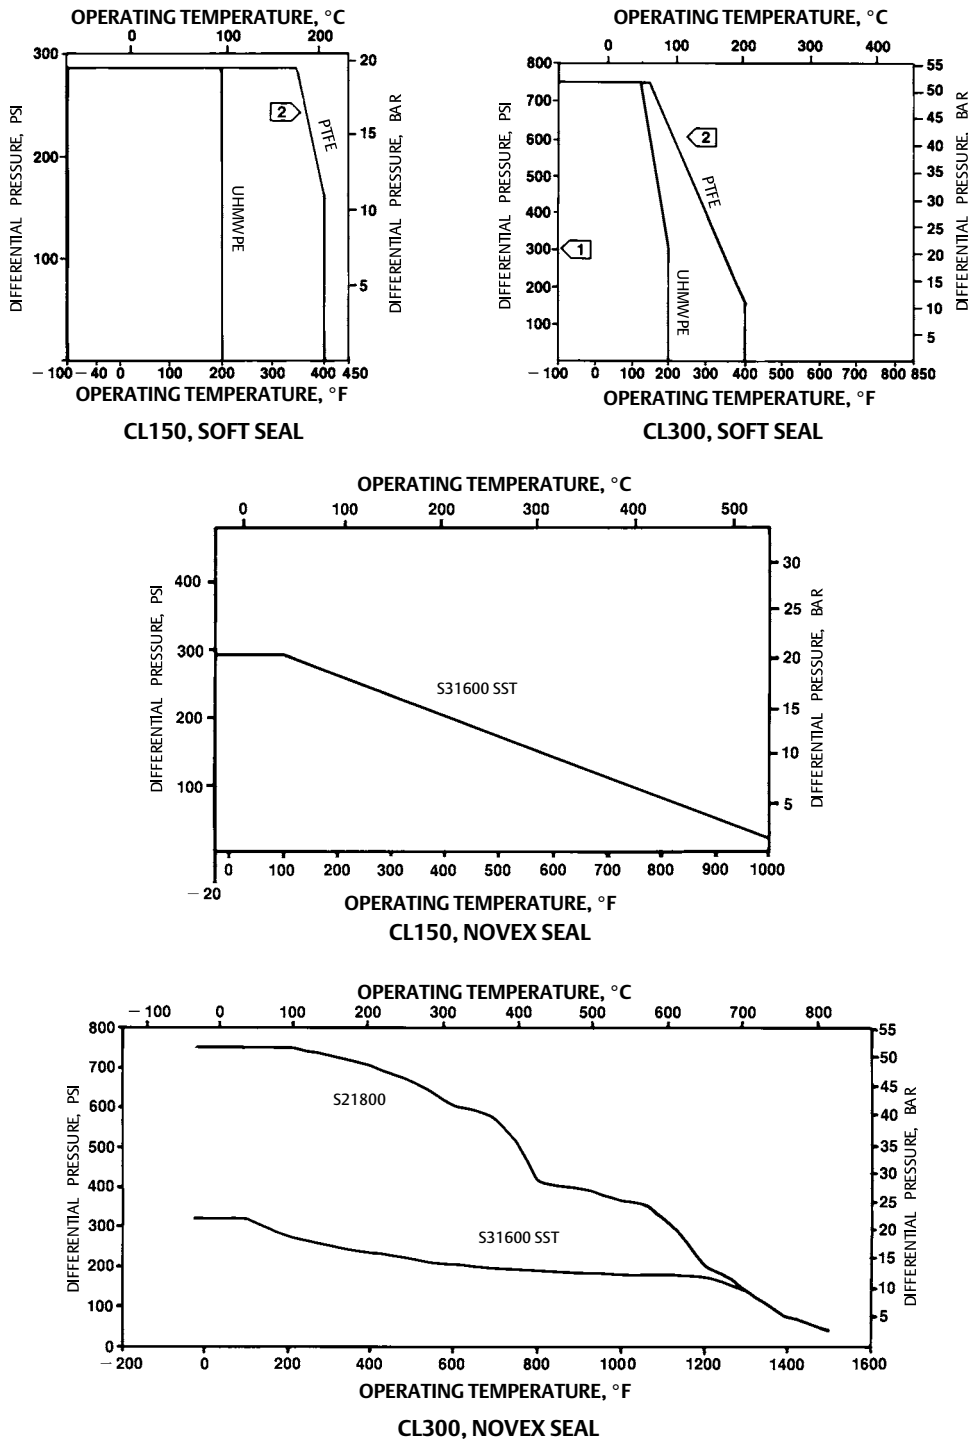 OPERATING TEMPERATURE, °C
0 100 200
300
200
100
DIFFERENTIAL PRESSURE, PSI
20
15
10
5
DIFFERENTIAL PRESSURE, BAR
2
PTFE
UHMWPE
−100 −40 0 100 200 300 400 450
OPERATING TEMPERATURE, °F
CL150, SOFT SEAL
OPERATING TEMPERATURE, °C
0 100 200 300 400
800
700
600
500
400
300
200
100
DIFFERENTIAL PRESSURE, PSI
55
50
45
40
35
30
25
20
15
10
5
DIFFERENTIAL PRESSURE, BAR
2
1
PTFE
UHMWPE
−100 0 100 200 300 400 500 600 700 800 850
OPERATING TEMPERATURE, °F
CL300, SOFT SEAL
OPERATING TEMPERATURE, °C
0 100 200 300 400 500
400
300
200
100
DIFFERENTIAL PRESSURE, PSI
30
25
20
15
10
5
DIFFERENTIAL PRESSURE, BAR
S31600 SST
0 100 200 300 400 500 600 700 800 900 1000
−20
OPERATING TEMPERATURE, °F
CL150, NOVEX SEAL
OPERATING TEMPERATURE, °C
−100 0 100 200 300 400 500 600 700 800
800
700
600
500
400
300
200
100
0
DIFFERENTIAL PRESSURE, PSI
55
50
45
40
35
30
25
20
15
10
5
DIFFERENTIAL PRESSURE, BAR
S21800
S31600 SST
−200 0 200 400 600 800 1000 1200 1400 1600
OPERATING TEMPERATURE, °F
CL300, NOVEX SEAL